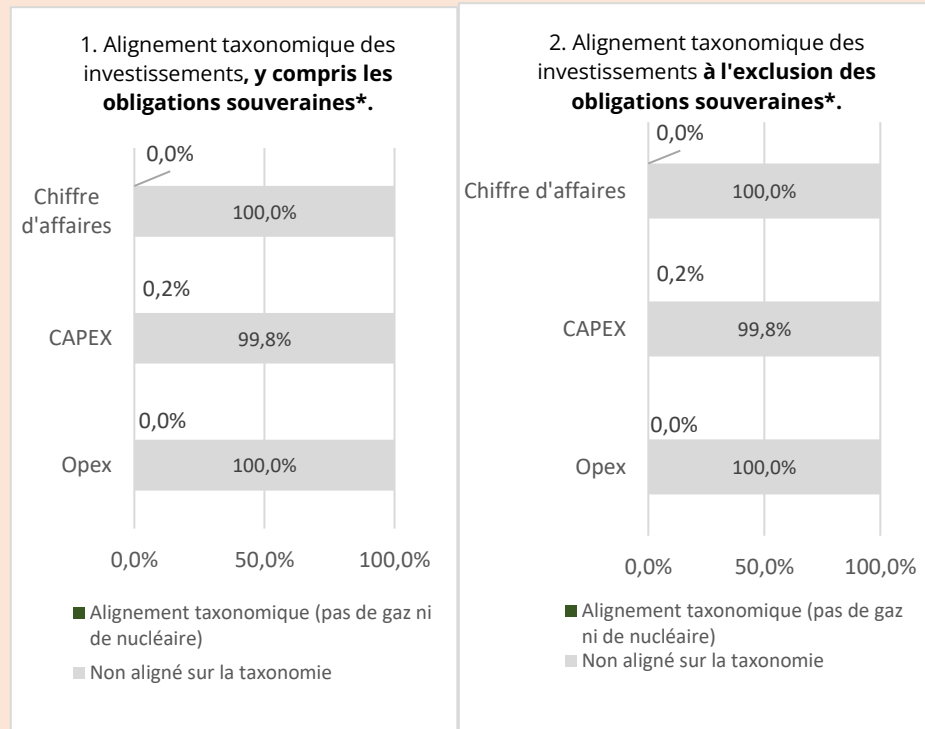 1. Alignement taxonomique des
investissements, y compris les
obligations souveraines*.
0,0%
Chiffre
d'affaires
100,0%
0,2%
CAPEX
99,8%
0,0%
Opex
100,0%
0,0%
50,0%
100,0%
Alignement taxonomique (pas de gaz ni
de nucléaire)
Non aligné sur la taxonomie
2. Alignement taxonomique des
investissements à l'exclusion des
obligations souveraines*.
0,0%
Chiffre d'affaires
100,0%
0,2%
CAPEX
99,8%
0,0%
Opex
100,0%
0,0%
50,0%
100,0%
Alignement taxonomique (pas de gaz
ni de nucléaire)
Non aligné sur la taxonomie